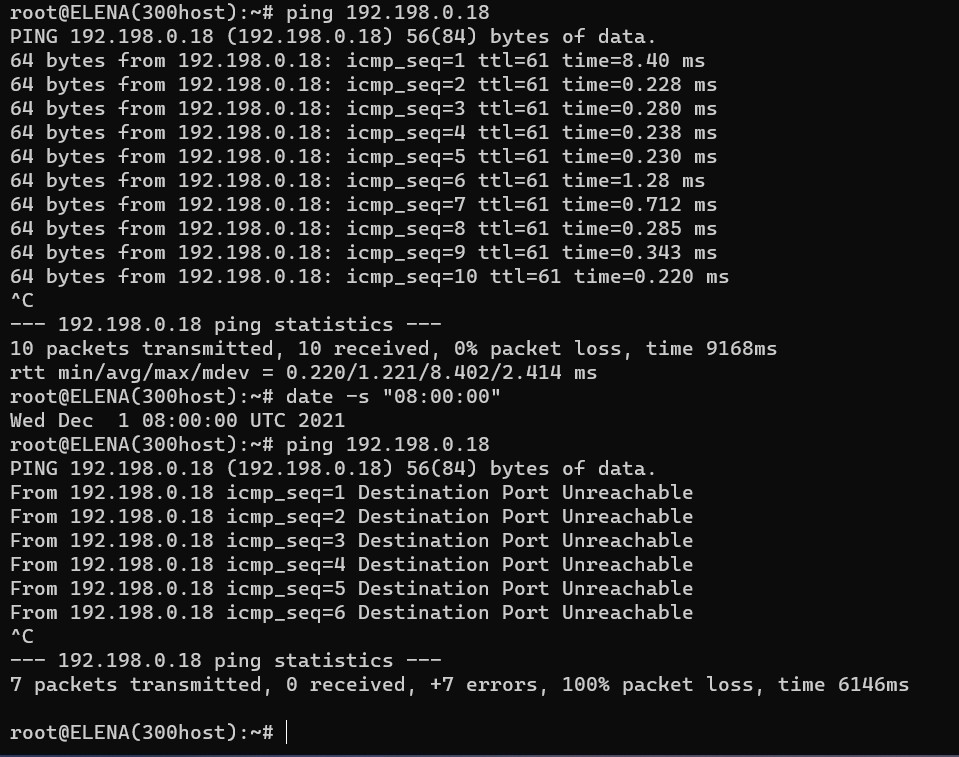 root@ELENA(300host):~# ping 192.198.0.18
PING 192.198.0.18 (192.198.0.18) 56(84) bytes of data.
64 bytes from 192.198.0.18: icmp_seq=1 ttl=61 time=8.40 ms
64 bytes from 192.198.0.18: icmp_seq=2 ttl=61 time=0.228 ms
64 bytes from 192.198.0.18: icmp_seq=3 ttl=61 time=0.280 ms
64 bytes from 192.198.0.18: icmp_seq=4 ttl=61 time=0.238 ms
64 bytes from 192.198.0.18: icmp_seq=5 ttl=61 time=0.230 ms
64 bytes from 192.198.0.18: icmp_seq=6 ttl=61 time=1.28 ms
64 bytes from 192.198.0.18: icmp_seq=7 ttl=61 time=0.712 ms
64 bytes from 192.198.0.18: icmp_seq=8 ttl=61 time=0.285 ms
64 bytes from 192.198.0.18: icmp_seq=9 ttl=61 time=0.343 ms
64 bytes from 192.198.0.18: icmp_seq=10 ttl=61 time=0.220 ms
^C
--- 192.198.0.18 ping statistics ---
10 packets transmitted, 10 received, 0% packet loss, time 9168ms
rtt min/avg/max/mdev = 0.220/1.221/8.402/2.414 ms
root@ELENA(300host):~# date -s "08:00:00"
Wed Dec  1 08:00:00 UTC 2021
root@ELENA(300host):~# ping 192.198.0.18
PING 192.198.0.18 (192.198.0.18) 56(84) bytes of data.
From 192.198.0.18 icmp_seq=1 Destination Port Unreachable
From 192.198.0.18 icmp_seq=2 Destination Port Unreachable
From 192.198.0.18 icmp_seq=3 Destination Port Unreachable
From 192.198.0.18 icmp_seq=4 Destination Port Unreachable
From 192.198.0.18 icmp_seq=5 Destination Port Unreachable
From 192.198.0.18 icmp_seq=6 Destination Port Unreachable
^C
--- 192.198.0.18 ping statistics ---
7 packets transmitted, 0 received, +7 errors, 100% packet loss, time 6146ms
root@ELENA(300host):~#